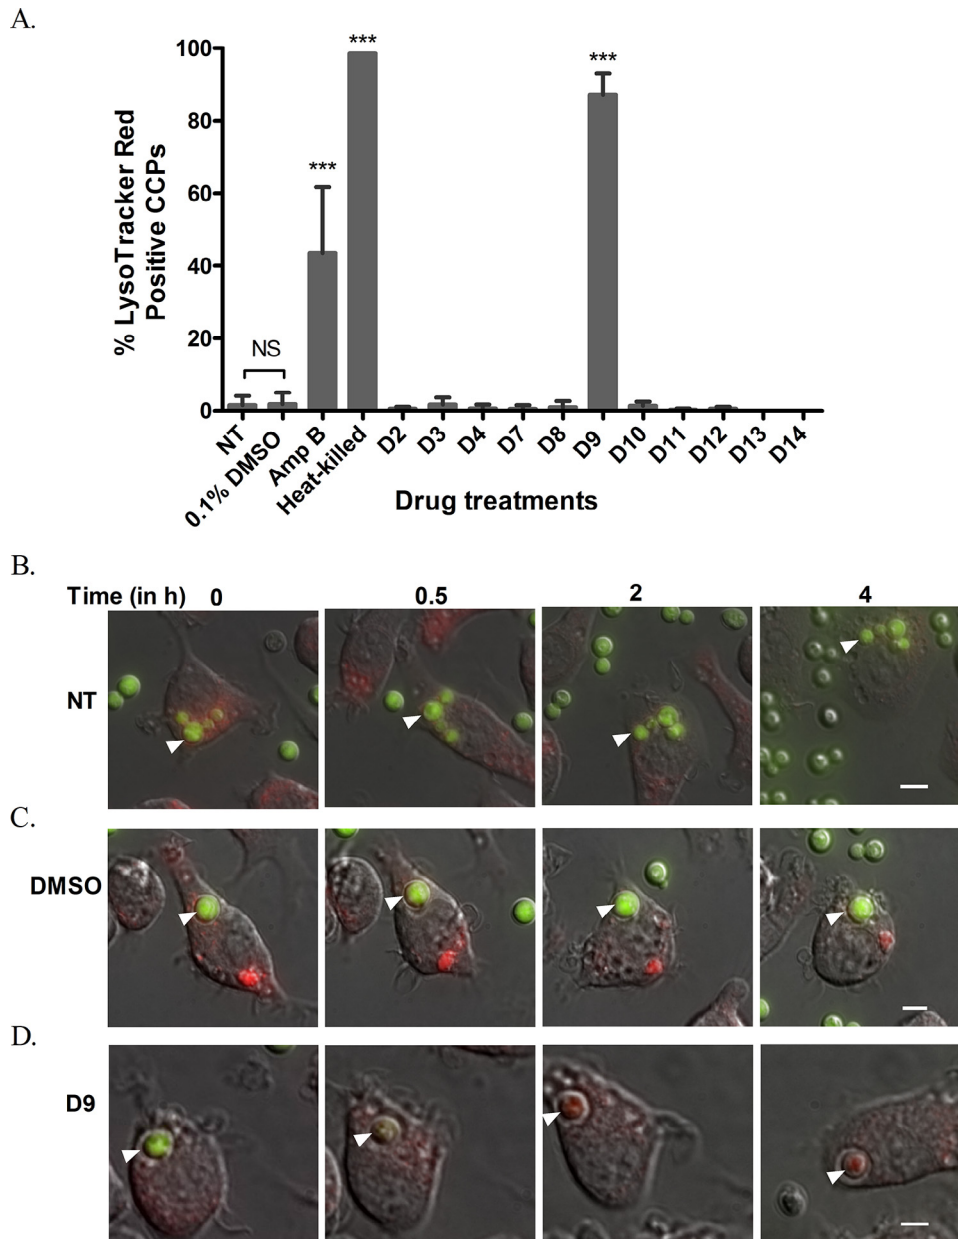 A.
*** *** ***
100
80
60
40
20
0
% LysoTracker Red
Positive CCPs
NS
NT 0.1% DMSO Amp B Heat-killed D2 D3 D4 D7 D8 D9 D10 D11 D12 D13 D14
Drug treatments
B.
Time (in h) 0 0.5 2 4
NT
C.
DMSO
D.
D9